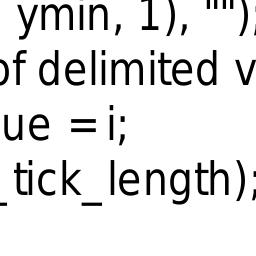 ymin, 1), "");
of delimited v
ue = i;
_tick_length);